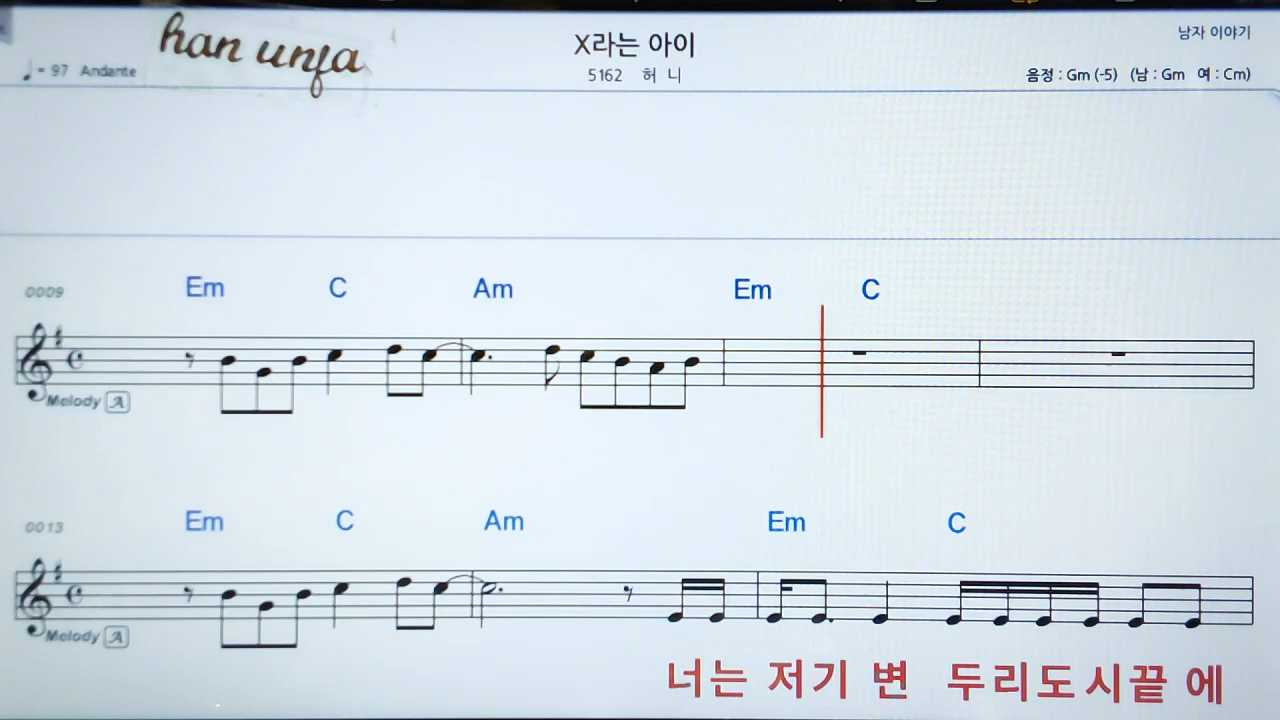 han unfa
X라는 아이
남자 이야기
♩= 97 Andante
5162 허 니
음정 : Gm (-5) (남 : Gm 여 : Cm)
0009 Em C Am Em C
Melody A
0013 Em C Am Em C
Melody A
너는 저기 변 두리도시끝 에